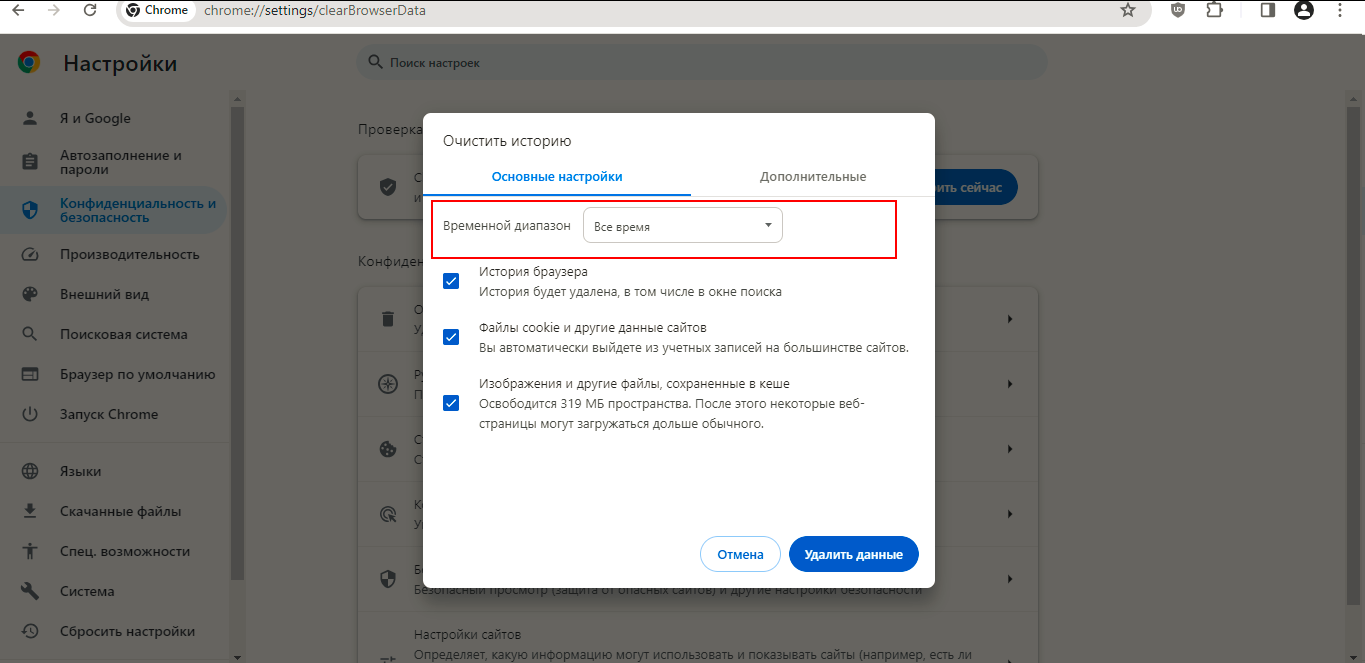 Chrome
chrome://settings/clearBrowserData
Настройки
Поиск настроек
Я и Google
Автозаполнение и
пароли
Конфиденциальность и
безопасность
Производительность
Внешний вид
Поисковая система
Браузер по умолчанию
Запуск Chrome
Языки
Скачанные файлы
Спец. возможности
Система
Сбросить настройки
Проверка
Очистить историю
Основные настройки
Дополнительные
сейчас
Временной диапазон
Все время
История браузера
История будет удалена, в том числе в окне поиска
Файлы cookie и другие данные сайтов
Вы автоматически выйдете из учетных записей на большинстве сайтов.
Изображения и другие файлы, сохраненные в кеше
Освободится 319 МБ пространства. После этого некоторые веб-
страницы могут загружаться дольше обычного.
Отмена
Удалить данные
Безопасный просмотр (защита от опасных сайтов) и другие настройки безопасности
Настройки сайтов
Определяет, какую информацию могут использовать и показывать сайты (например, есть ли